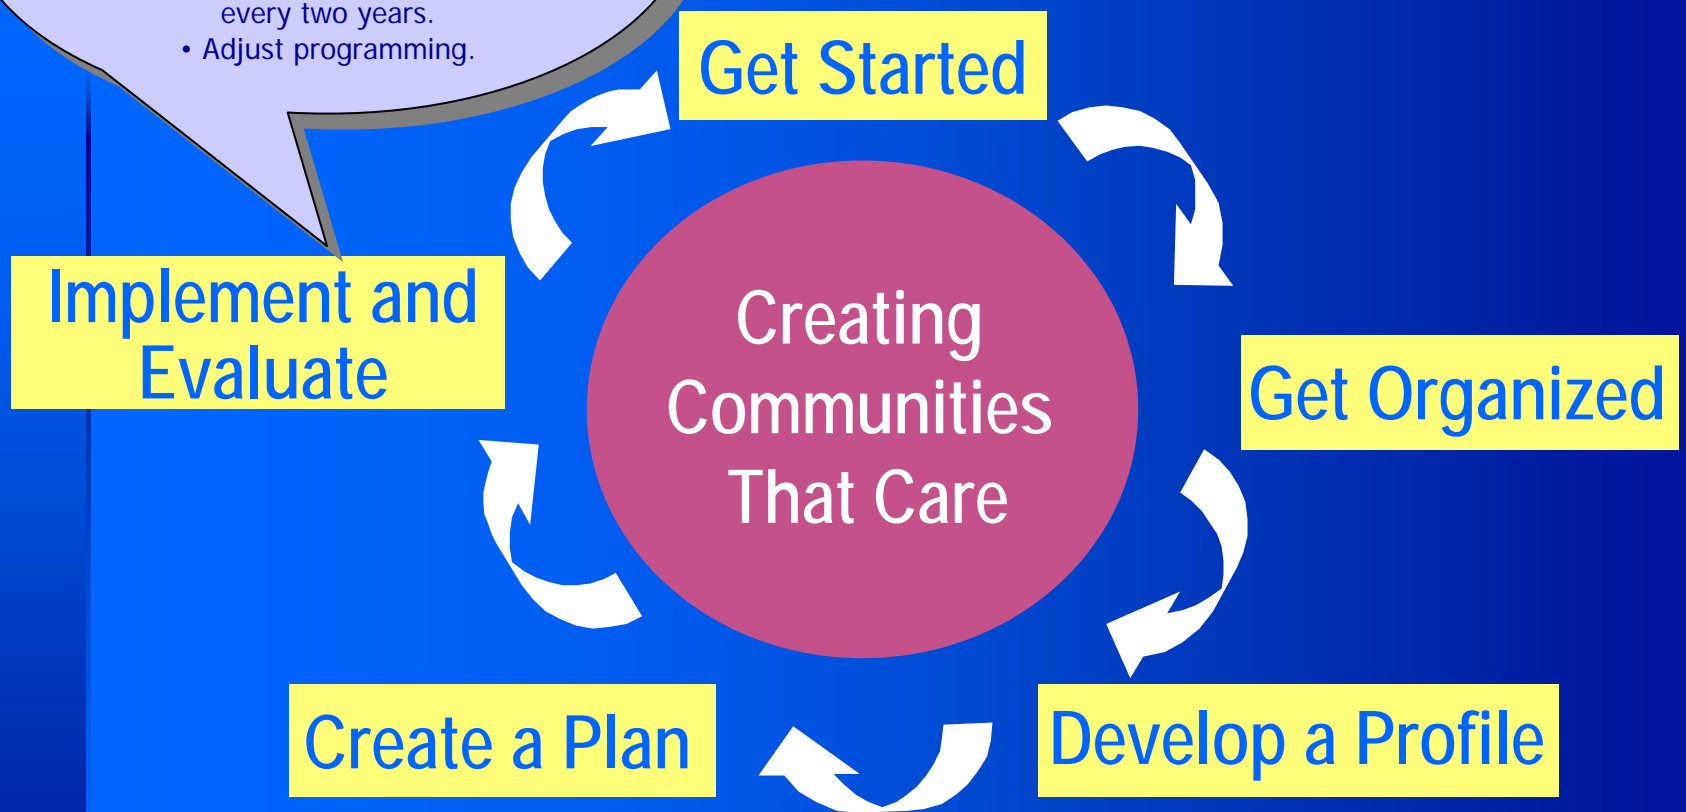 every two years.
• Adjust programming.
Get Started
Implement and
Evaluate
Creating
Communities
That Care
Get Organized
Create a Plan
Develop a Profile